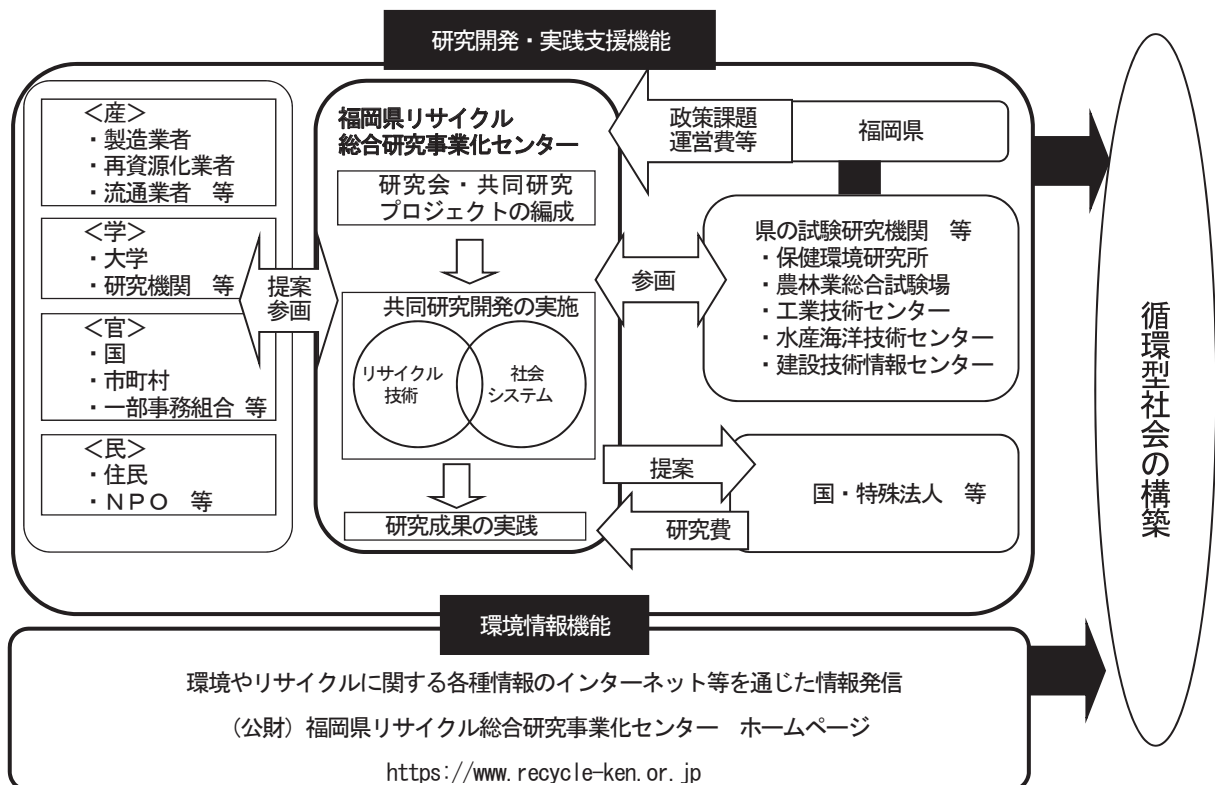 研究開発・実践支援機能
＜産＞
・製造業者
・再資源化業者
・流通業者　等
＜学＞
・大学
・研究機関　等
＜官＞
・国
・市町村
・一部事務組合 等
＜民＞
・住民
・ＮＰＯ　等
提案
参画
福岡県リサイクル
総合研究事業化センター
研究会・共同研究
プロジェクトの編成
共同研究開発の実施
リサイクル
技術
社会
システム
研究成果の実践
政策課題
運営費等
福岡県
参画
県の試験研究機関　等
・保健環境研究所
・農林業総合試験場
・工業技術センター
・水産海洋技術センター
・建設技術情報センター
提案
研究費
国・特殊法人　等
循環型社会の構築
環境情報機能
環境やリサイクルに関する各種情報のインターネット等を通じた情報発信
（公財）福岡県リサイクル総合研究事業化センター　ホームページ
https://www.recycle-ken.or.jp